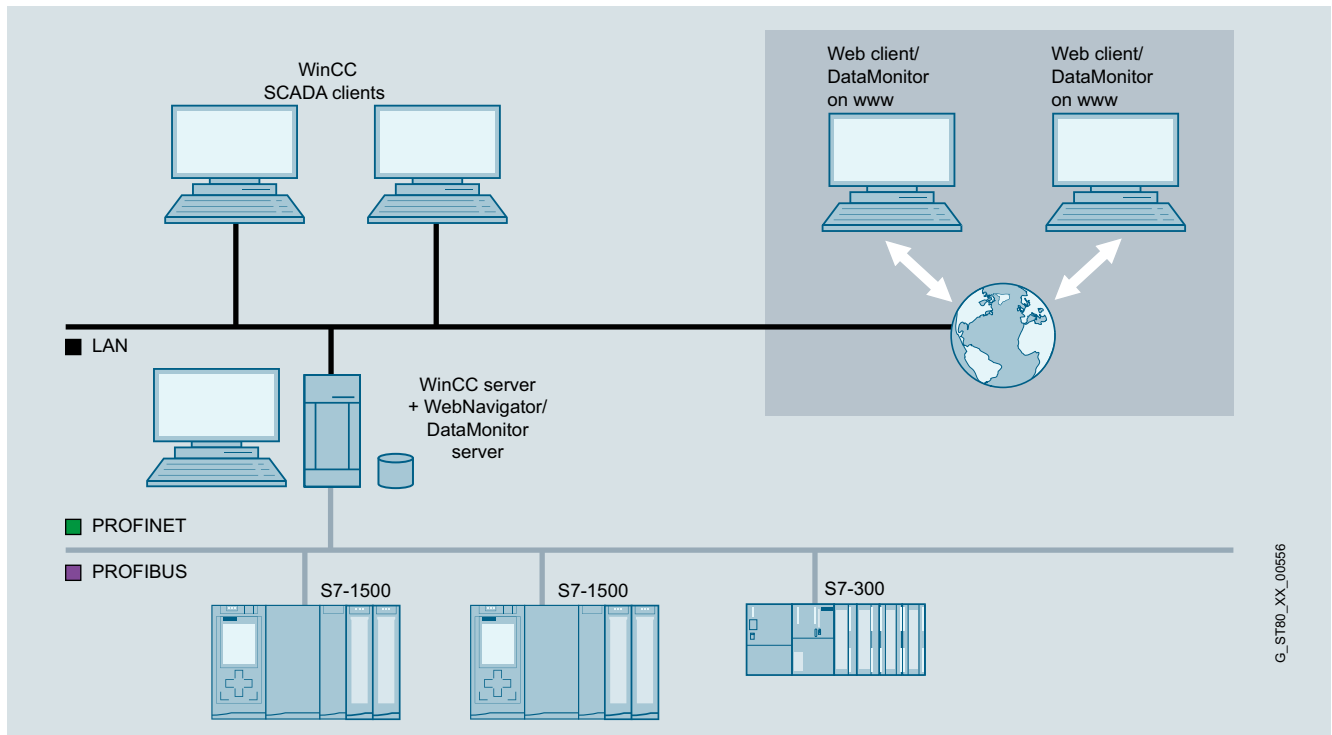 WinCC
SCADA clients
Web client/
DataMonitor
on www
Web client/
DataMonitor
on www
LAN
WinCC server
+ WebNavigator/
DataMonitor
server
PROFINET
PROFIBUS
S7-1500
S7-1500
S7-300
G_ST80_XX_00556